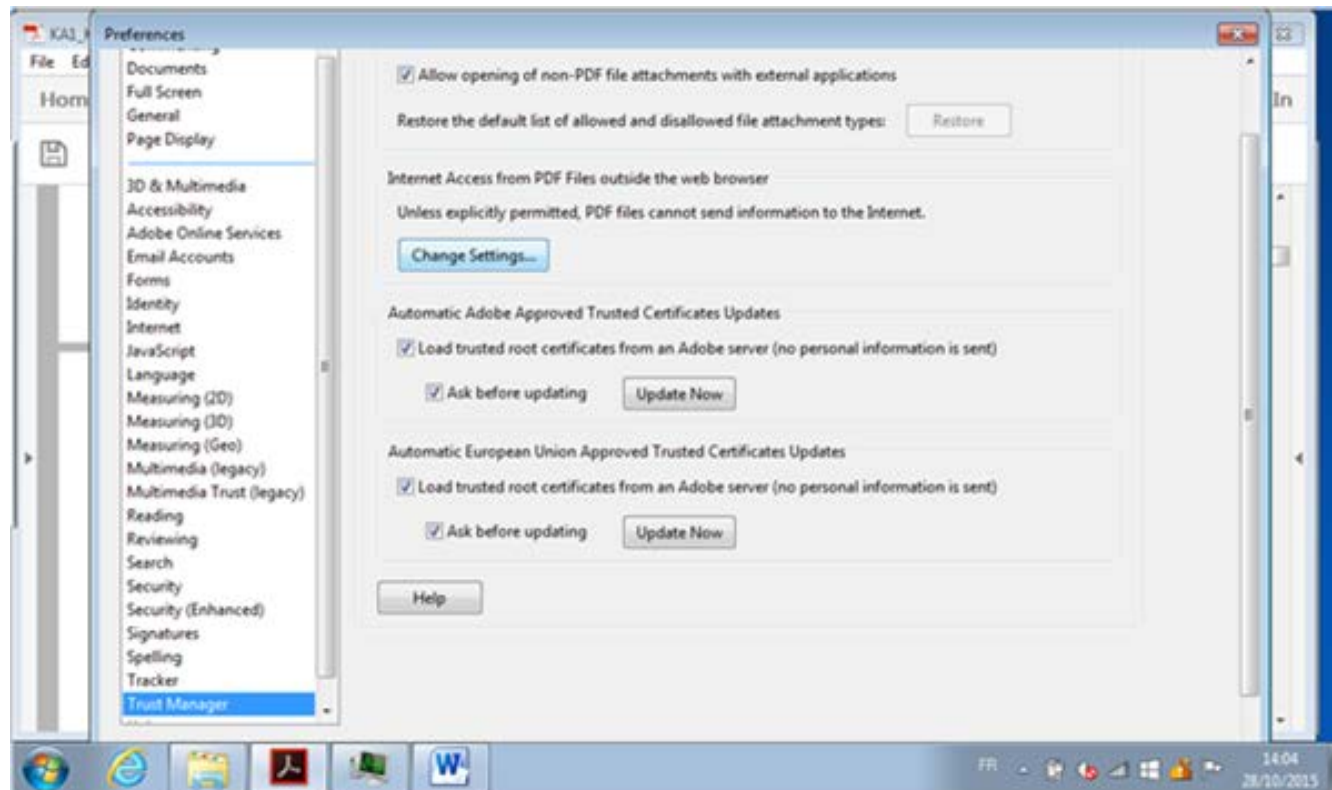 KA1_
Preferences
File Ed
Hom
In
Documents
Full Screen
General
Page Display
3D & Multimedia
Accessibility
Adobe Online Services
Email Accounts
Forms
Identity
Internet
JavaScript
Language
Measuring (2D)
Measuring (3D)
Measuring (Geo)
Multimedia (legacy)
Multimedia Trust (legacy)
Reading
Reviewing
Search
Security
Security (Enhanced)
Signatures
Spelling
Tracker
Trust Manager
Allow opening of non-PDF file attachments with external applications
Restore the default list of allowed and disallowed file attachment types: Restore
Internet Access from PDF Files outside the web browser
Unless explicitly permitted, PDF files cannot send information to the Internet.
Change Settings...
Automatic Adobe Approved Trusted Certificates Updates
Load trusted root certificates from an Adobe server (no personal information is sent)
Ask before updating Update Now
Automatic European Union Approved Trusted Certificates Updates
Load trusted root certificates from an Adobe server (no personal information is sent)
Ask before updating Update Now
Help
FR
14:04
28/10/2015